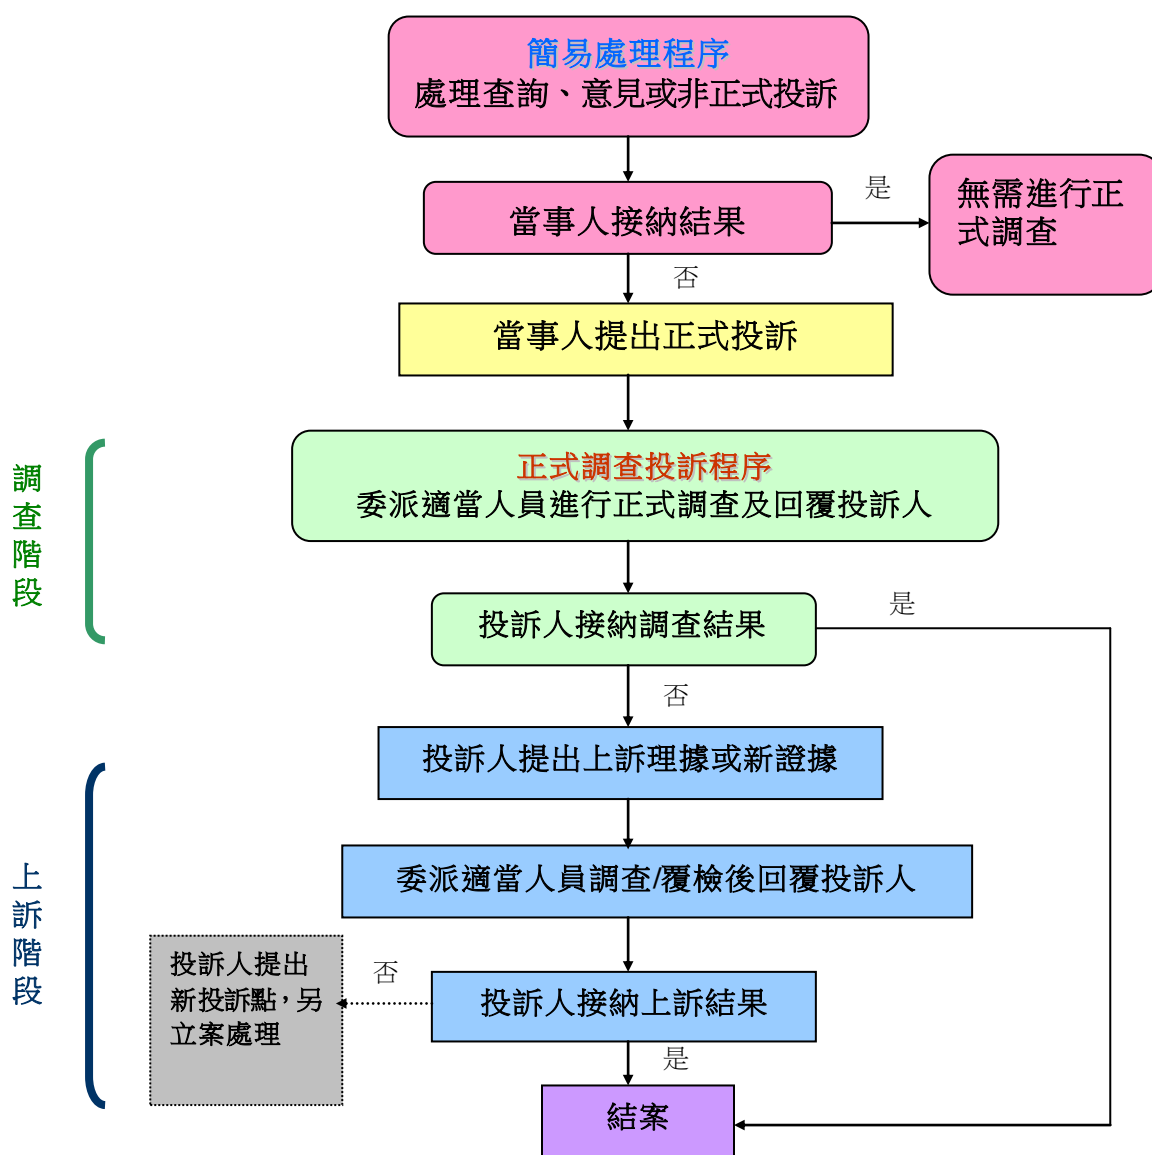 簡易處理程序
處理查詢、意見或非正式投訴
當事人接納結果
是
無需進行正
式調查
否
當事人提出正式投訴
調
查
階
段
正式調查投訴程序
委派適當人員進行正式調查及回覆投訴人
投訴人接納調查結果
是
否
投訴人提出上訴理據或新證據
上
訴
階
段
委派適當人員調查/覆檢後回覆投訴人
投訴人提出
新投訴點，另
立案處理
否
投訴人接納上訴結果
是
結案